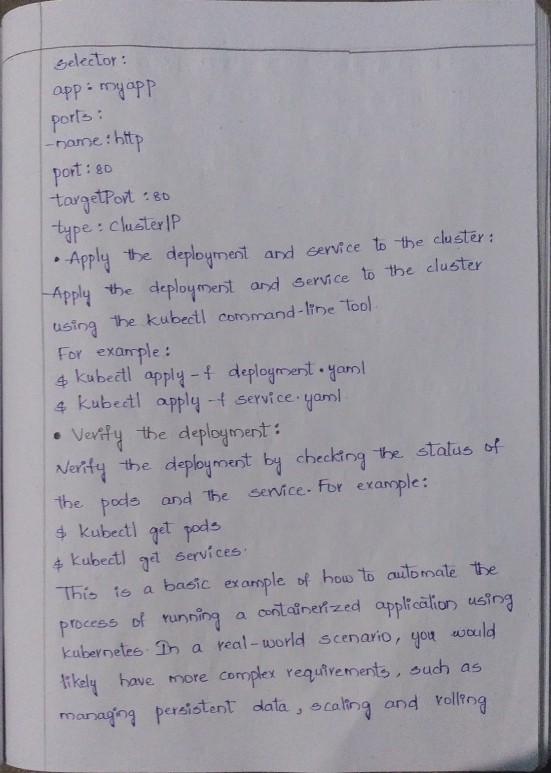 selector:
app: myapp
ports:
-name: http
port: 80
targetPort: 80
type: ClusterIP
• Apply the deployment and service to the cluster:
Apply the deployment and service to the cluster
using the Kubectl command-line tool.
For example:
$ Kubectl apply -f deployment.yaml
$ Kubectl apply -f service.yaml
• Verify the deployment:
Verify the deployment by checking the status of
the pods and the service. For example:
$ Kubectl get pods
$ Kubectl get services.
This is a basic example of how to automate the
process of running a containerized application using
Kubernetes. In a real-world scenario, you would
likely have more complex requirements, such as
managing persistent data, scaling and rolling